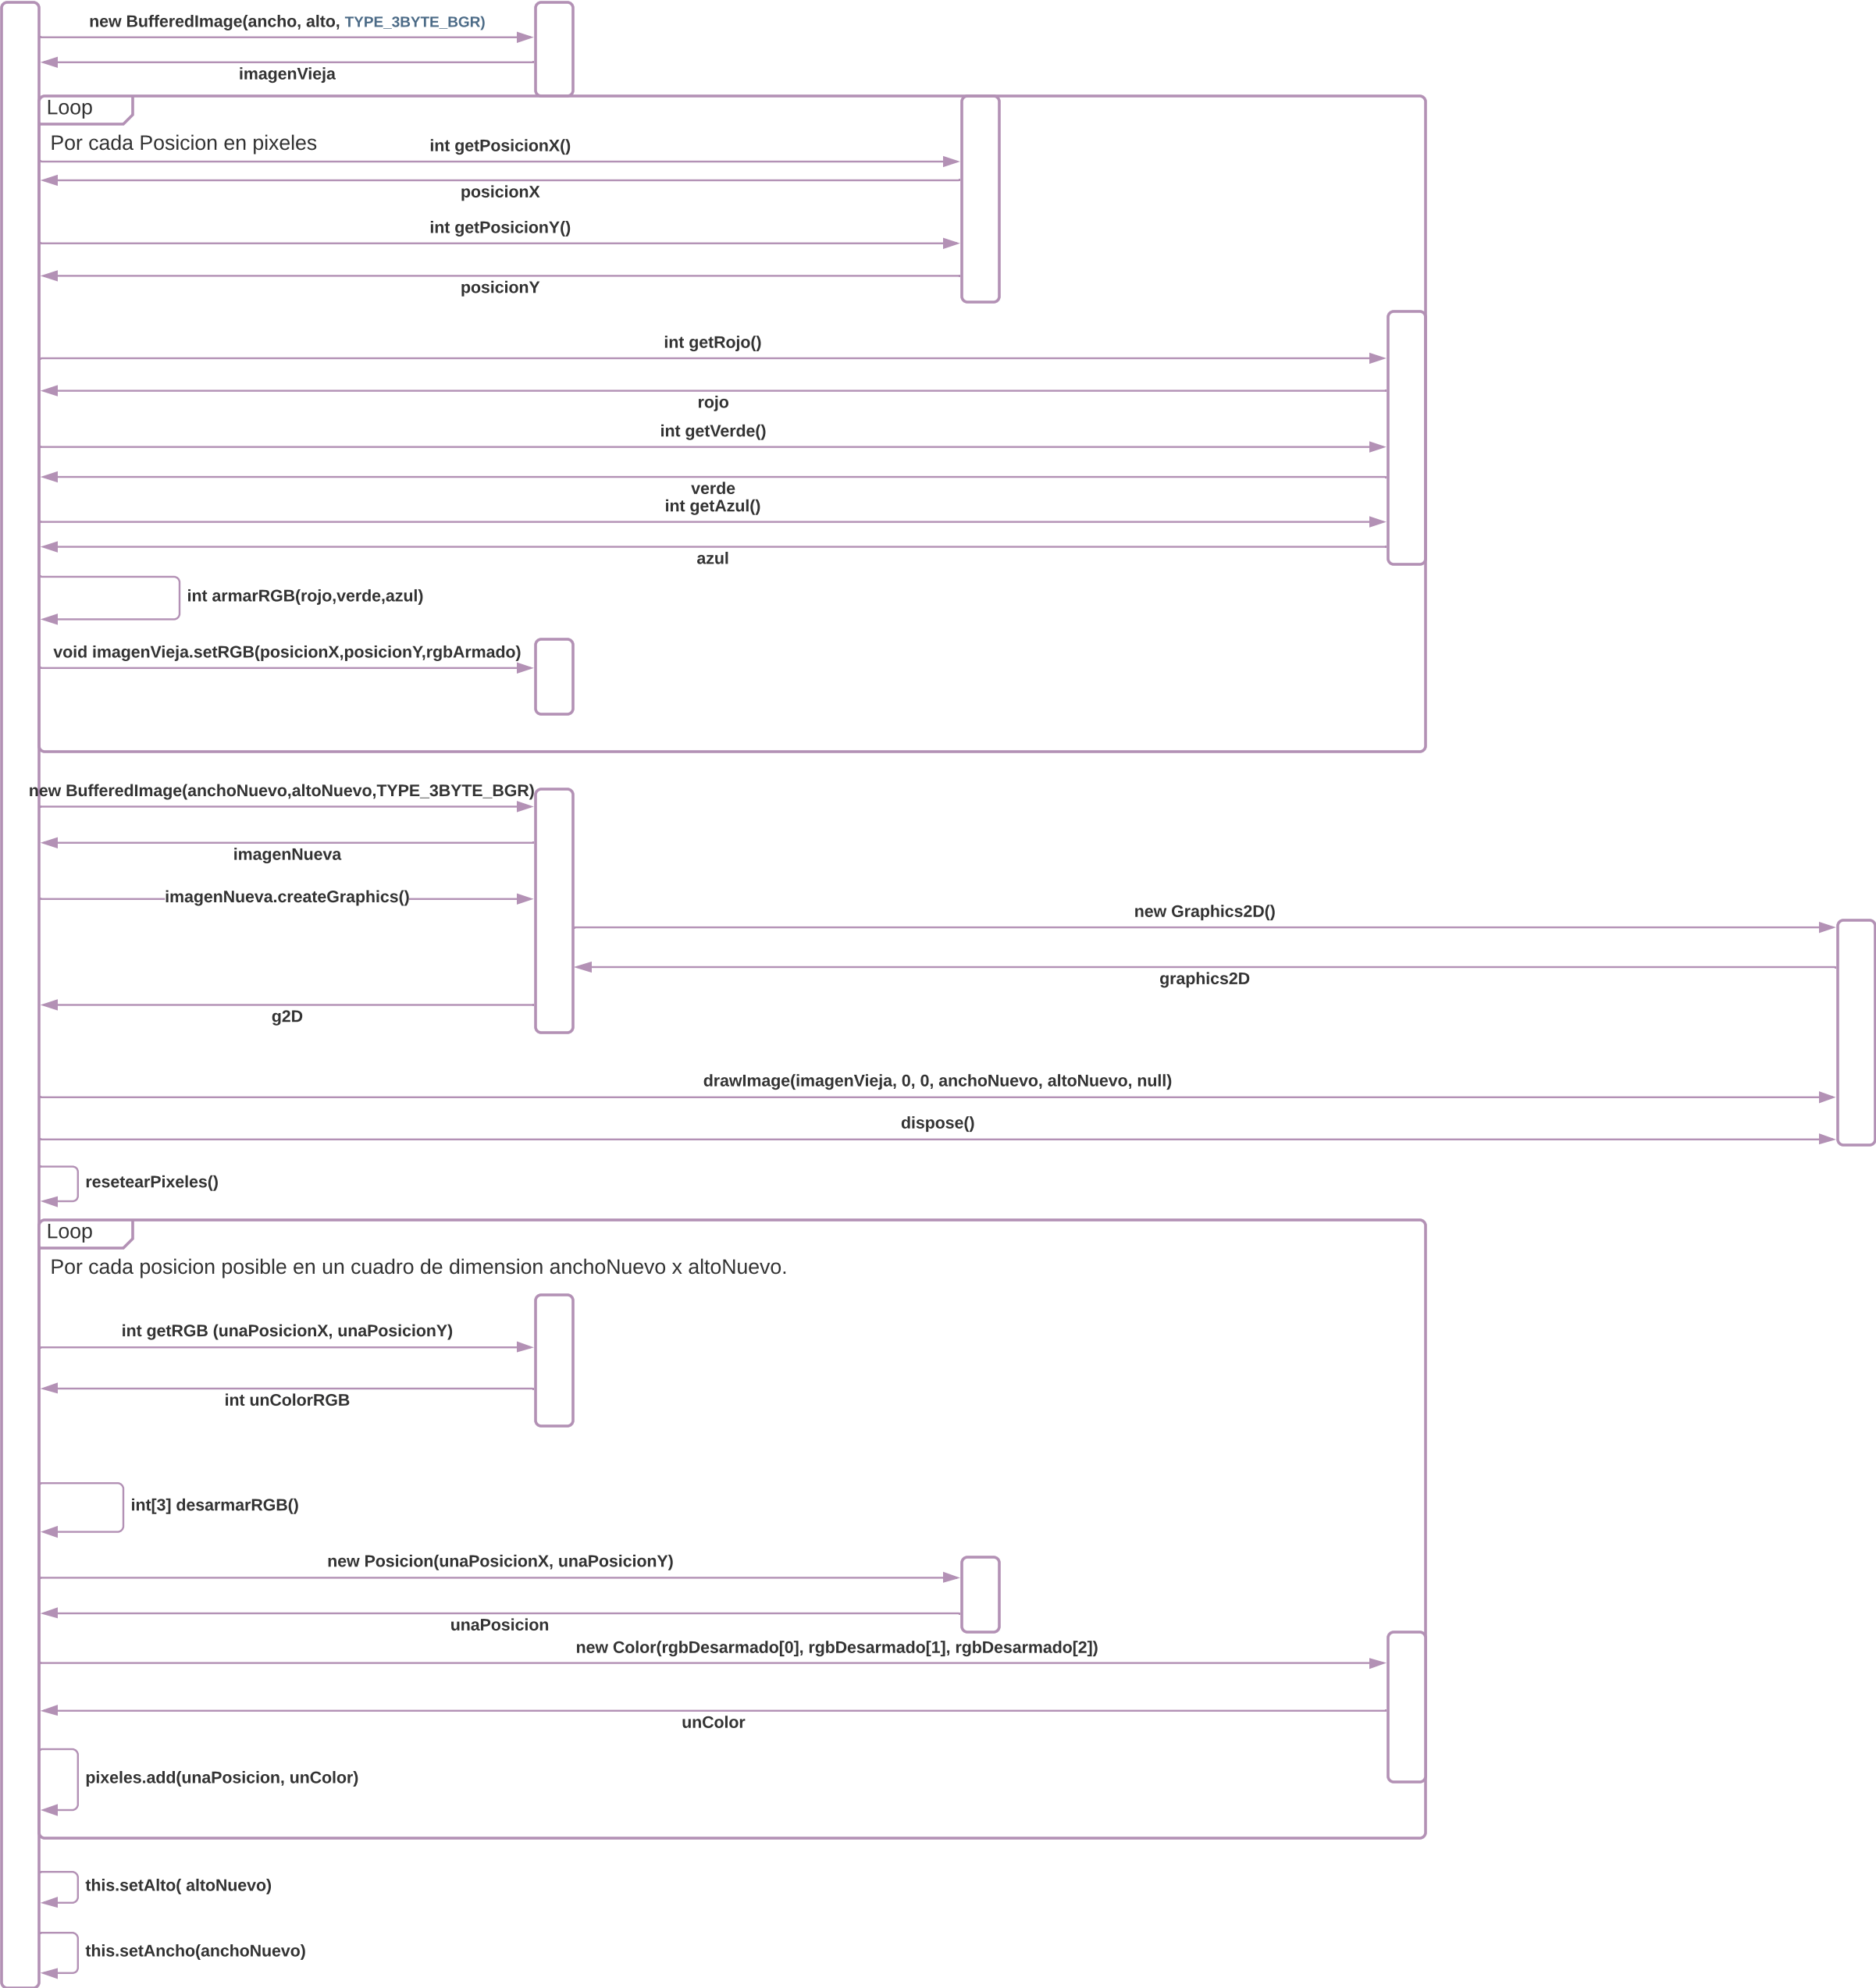 new BufferedImage(ancho, alto, TYPE_3BYTE_BGR)
imagenVieja
Loop
Por cada Posicion en pixeles
int getPosicionX()
posicionX
int getPosicionY()
posicionY
int getRojo()
rojo
int getVerde()
verde
int getAzul()
azul
int armarRGB(rojo,verde,azul)
void imagenVieja.setRGB(posicionX,posicionY,rgbArmado)
new BufferedImage(anchoNuevo,altoNuevo,TYPE_3BYTE_BGR)
imagenNueva
imagenNueva.createGraphics()
new Graphics2D()
graphics2D
g2D
drawImage(imagenVieja, 0, 0, anchoNuevo, altoNuevo, null)
dispose()
resetearPixeles()
Loop
Por cada posicion posible en un cuadro de dimension anchoNuevo x altoNuevo.
int getRGB (unaPosicionX, unaPosicionY)
int unColorRGB
int[3] desarmarRGB()
new Posicion(unaPosicionX, unaPosicionY)
unaPosicion
new Color(rgbDesarmado[0], rgbDesarmado[1], rgbDesarmado[2])
unColor
pixeles.add(unaPosicion, unColor)
this.setAlto( altoNuevo)
this.setAncho(anchoNuevo)